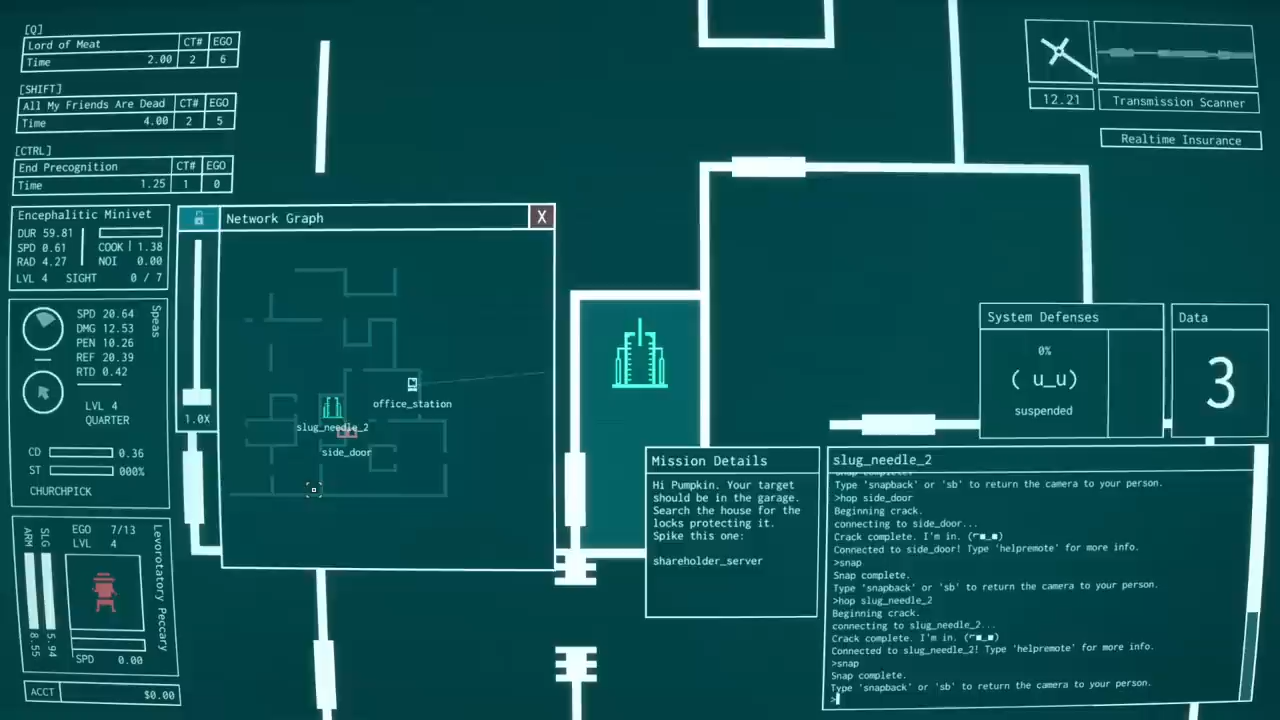 [Q]
Lord of Meat CT# EGO
Time 2.00 2 6
[SHIFT]
All My Friends Are Dead CT# EGO
Time 4.00 2 5
[CTRL]
End Precognition CT# EGO
Time 1.25 1 0
Encephalitic Minivet
DUR 59.81
SPD 0.61 COOK 1.38
RAD 4.27 NOI 0.00
LVL 4 SIGHT 0 / 7
Speas
SPD 20.64
DMG 12.53
PEN 10.26
REF 20.39
RTD 0.42
LVL 4
QUARTER
CD 0.36
ST 000%
CHURCHPICK
Levorotatory Peccary
EGO 7/13
LVL 4
ARM SLG
8.55 5.94
SPD 0.00
ACCT $0.00
Network Graph X
1.0X
office_station
slug_needle_2
side_door
12.21 Transmission Scanner
Realtime Insurance
System Defenses
0%
( u_u)
suspended
Data
3
Mission Details
Hi Pumpkin. Your target
should be in the garage.
Search the house for the
locks protecting it.
Spike this one:
shareholder_server
slug_needle_2
Snap complete.
Type 'snapback' or 'sb' to return the camera to your person.
>hop side_door
Beginning crack.
connecting to side_door...
Crack complete. I'm in. (⌐■_■)
Connected to side_door! Type 'helpremote' for more info.
>snap
Snap complete.
Type 'snapback' or 'sb' to return the camera to your person.
>hop slug_needle_2
Beginning crack.
connecting to slug_needle_2...
Crack complete. I'm in. (⌐■_■)
Connected to slug_needle_2! Type 'helpremote' for more info.
>snap
Snap complete.
Type 'snapback' or 'sb' to return the camera to your person.
>